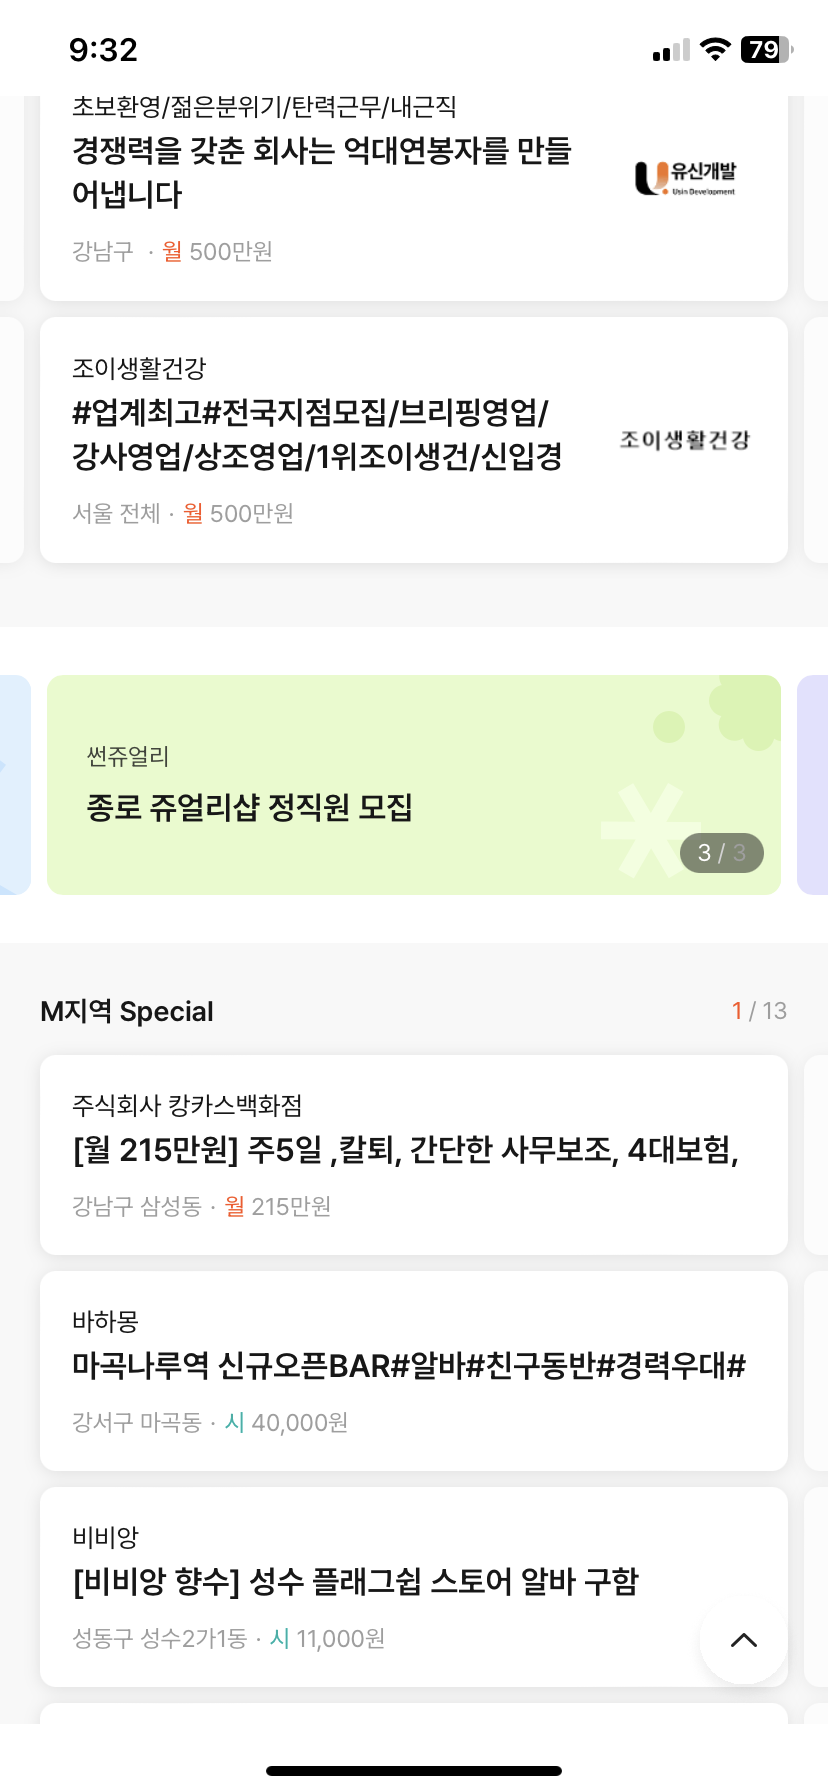 9:32
79
초보환영/젊은분위기/탄력근무/내근직
경쟁력을 갖춘 회사는 억대연봉자를 만들
어냅니다
유신개발
Usin Development
강남구 · 월 500만원
조이생활건강
#업계최고#전국지점모집/브리핑영업/
강사영업/상조영업/1위조이생건/신입경
조이생활건강
서울 전체 · 월 500만원
썬쥬얼리
종로 쥬얼리샵 정직원 모집
3 / 3
M지역 Special
1 / 13
주식회사 캉카스백화점
[월 215만원] 주5일 ,칼퇴, 간단한 사무보조, 4대보험,
강남구 삼성동 · 월 215만원
바하몽
마곡나루역 신규오픈BAR#알바#친구동반#경력우대#
강서구 마곡동 · 시 40,000원
비비앙
[비비앙 향수] 성수 플래그쉽 스토어 알바 구함
성동구 성수2가1동 · 시 11,000원